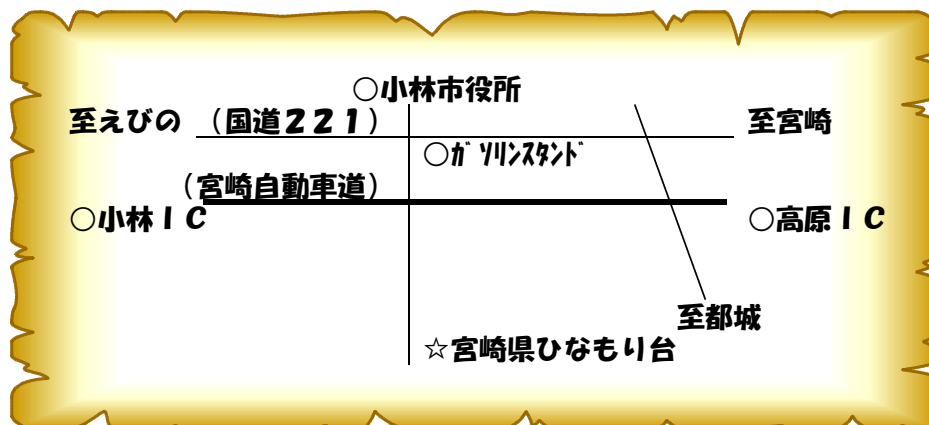 ○小林市役所
至えびの （国道２２１） 至宮崎
○ｶﾞｿﾘﾝｽﾀﾝﾄﾞ
（宮崎自動車道）
○小林ＩＣ ○高原ＩＣ
至都城
☆宮崎県ひなもり台